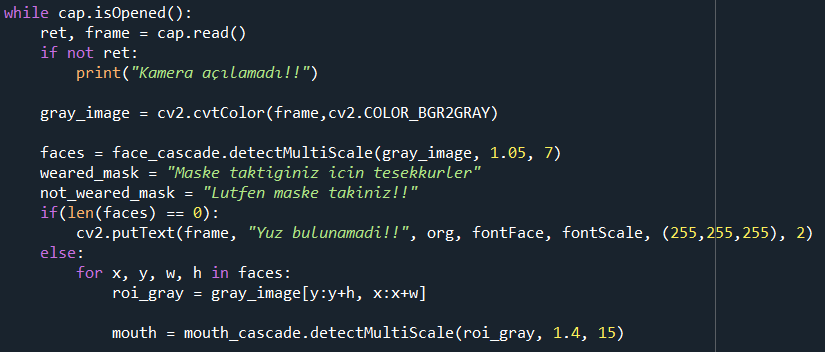 while cap.isOpened():
    ret, frame = cap.read()
    if not ret:
        print("Kamera açılamadı!!")
    gray_image = cv2.cvtColor(frame,cv2.COLOR_BGR2GRAY)
    faces = face_cascade.detectMultiScale(gray_image, 1.05, 7)
    weared_mask = "Maske taktiginiz icin tesekkurler"
    not_weared_mask = "Lutfen maske takiniz!!"
    if(len(faces) == 0):
        cv2.putText(frame, "Yuz bulunamadi!!", org, fontFace, fontScale, (255,255,255), 2)
    else:
        for x, y, w, h in faces:
            roi_gray = gray_image[y:y+h, x:x+w]
            mouth = mouth_cascade.detectMultiScale(roi_gray, 1.4, 15)